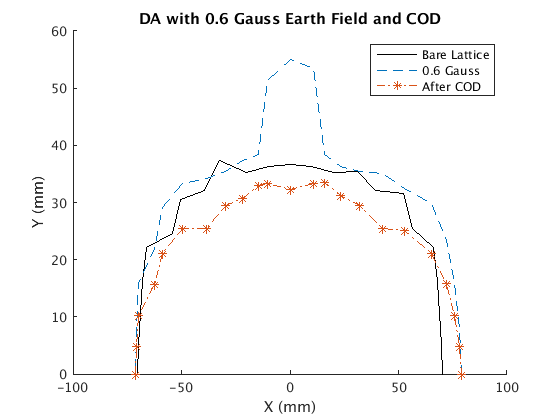 DA with 0.6 Gauss Earth Field and COD
60
50
40
30
20
10
0
Y (mm)
Bare Lattice
0.6 Gauss
After COD
-100
-50
0
50
100
X (mm)